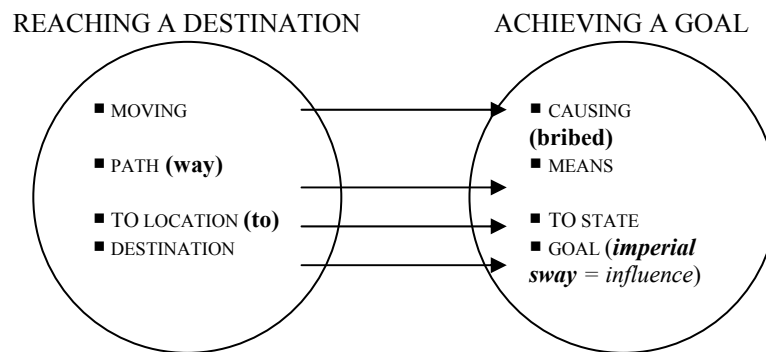 REACHING A DESTINATION
ACHIEVING A GOAL
▪ MOVING
▪ PATH (way)
▪ TO LOCATION (to)
▪ DESTINATION
▪ CAUSING
(bribed)
▪ MEANS
▪ TO STATE
▪ GOAL (imperial
sway = influence)